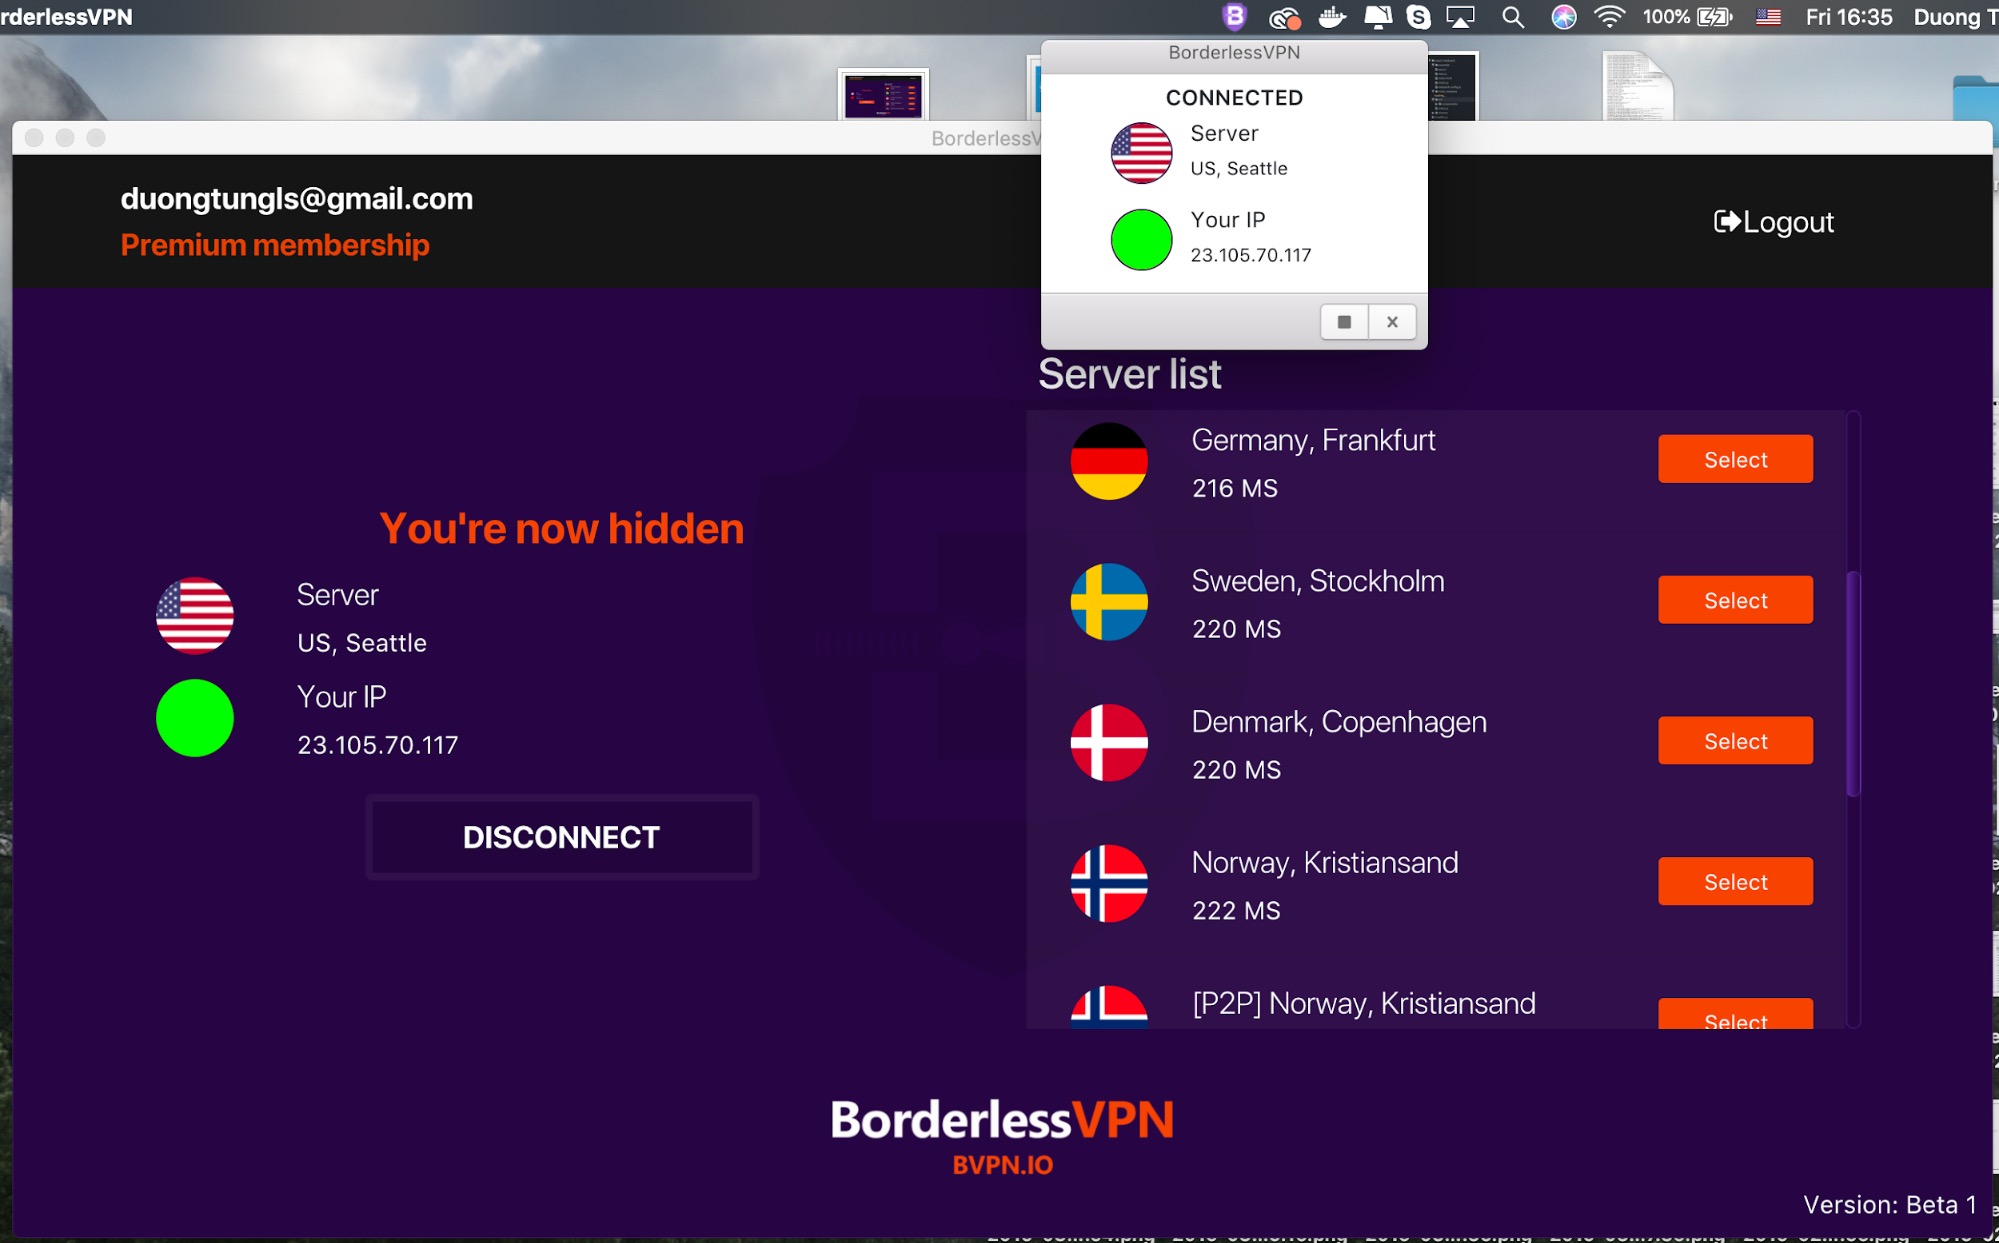 rderlessVPN
100%
Fri 16:35
Duong T
BorderlessVPN
CONNECTED
Server
US, Seattle
Your IP
23.105.70.117
BorderlessV
duongtungls@gmail.com
Premium membership
Logout
You're now hidden
Server
US, Seattle
Your IP
23.105.70.117
DISCONNECT
Server list
Germany, Frankfurt
216 MS
Select
Sweden, Stockholm
220 MS
Select
Denmark, Copenhagen
220 MS
Select
Norway, Kristiansand
222 MS
Select
[P2P] Norway, Kristiansand
Select
BorderlessVPN
BVPN.IO
Version: Beta 1